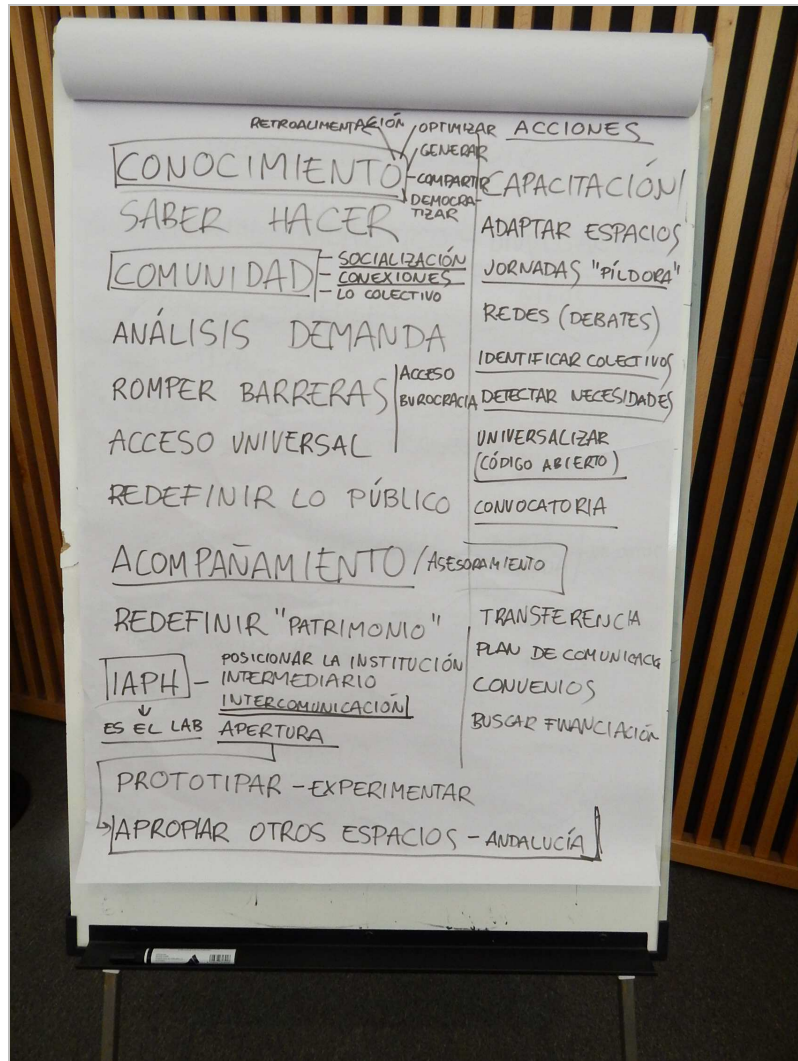 RETROALIMENTACIÓN
OPTIMIZAR
GENERAR
CONOCIMIENTO
COMPARTIR
DEMOCRA-
TIZAR
SABER HACER
COMUNIDAD
- SOCIALIZACIÓN
- CONEXIONES
- LO COLECTIVO
ANÁLISIS DEMANDA
ROMPER BARRERAS
ACCESO
BUROCRACIA
ACCESO UNIVERSAL
REDEFINIR LO PÚBLICO
ACOMPAÑAMIENTO / ASESORAMIENTO
REDEFINIR "PATRIMONIO"
IAPH -
POSICIONAR LA INSTITUCIÓN
INTERMEDIARIO
INTERCOMUNICACIÓN
ES EL LAB
APERTURA
PROTOTIPAR - EXPERIMENTAR
APROPIAR OTROS ESPACIOS - ANDALUCÍA
ACCIONES
CAPACITACIÓN
ADAPTAR ESPACIOS
JORNADAS "PÍLDORA"
REDES (DEBATES)
IDENTIFICAR COLECTIVOS
DETECTAR NECESIDADES
UNIVERSALIZAR
(CÓDIGO ABIERTO)
CONVOCATORIA
TRANSFERENCIA
PLAN DE
CONVENIOS
BUSCAR FINANCIACIÓN